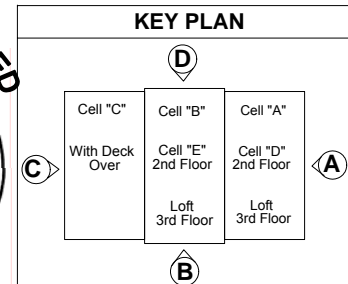 KEY PLAN
ED
D
Cell "C"
With Deck
Over
Cell "B"
Cell "E"
2nd Floor
Loft
3rd Floor
Cell "A"
Cell "D"
2nd Floor
Loft
3rd Floor
C
A
B